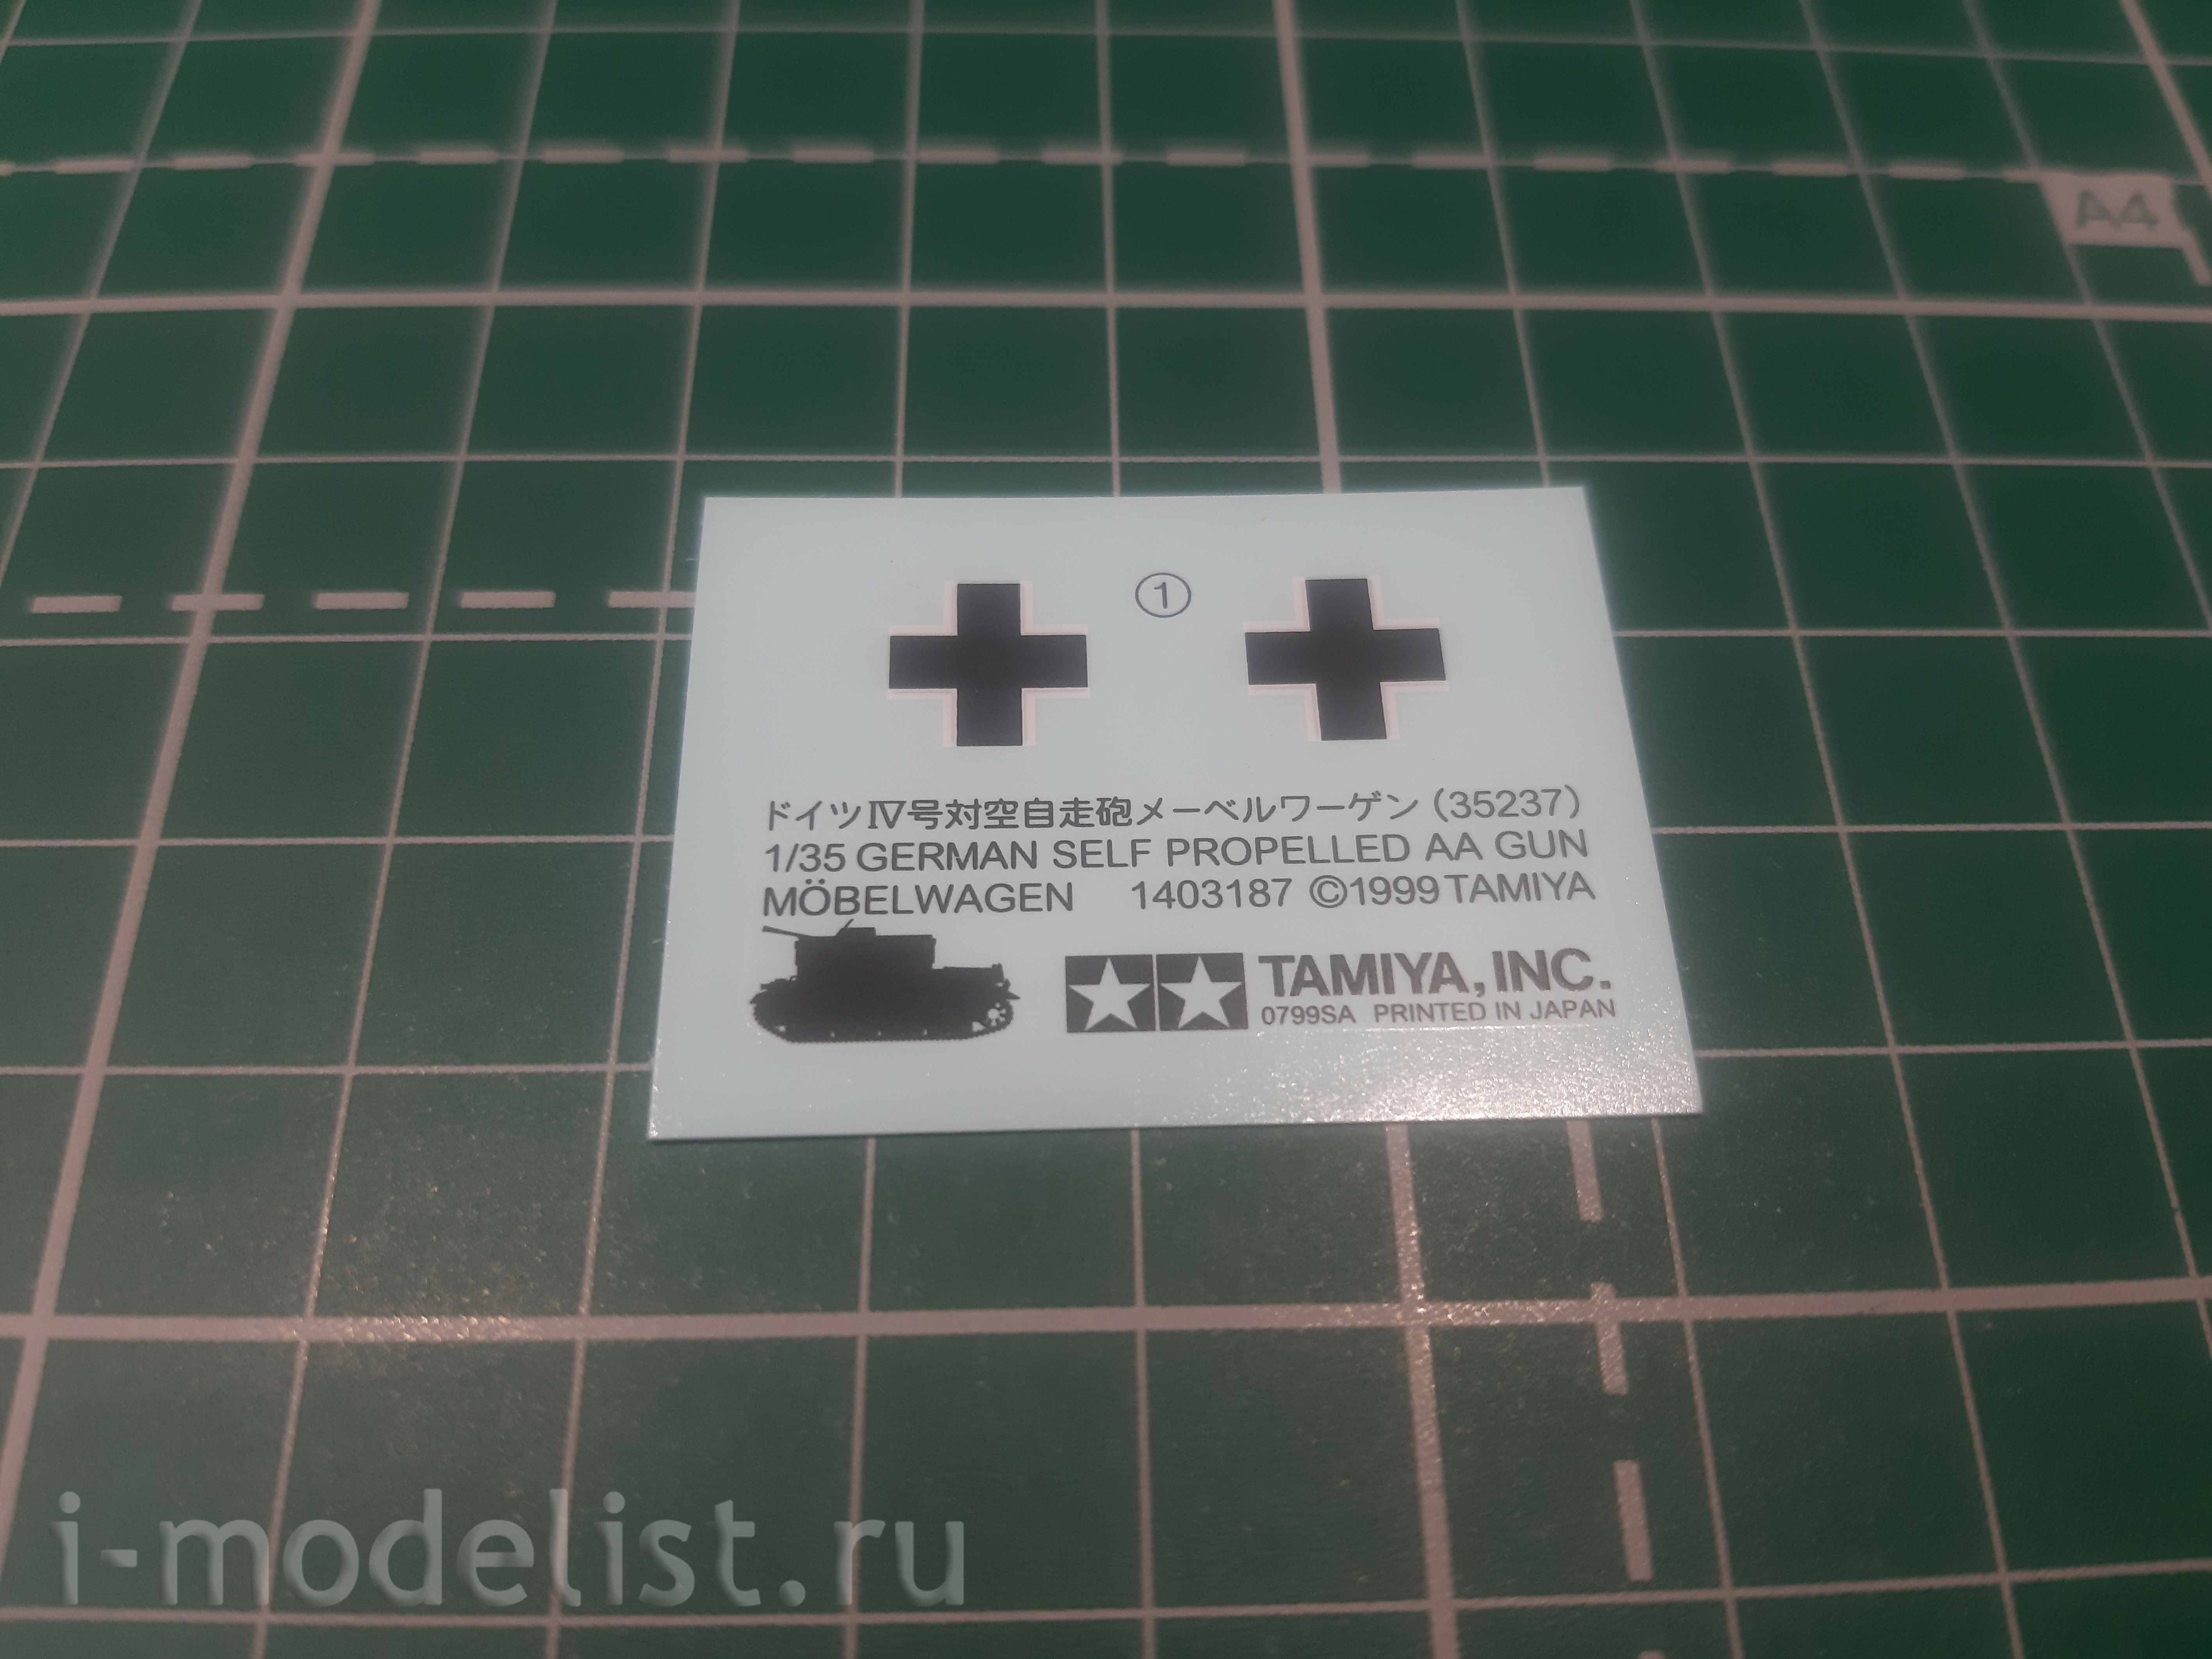 A4
①
ドイツⅣ号対空自走砲メーベルワーゲン(35237)
1/35 GERMAN SELF PROPELLED AA GUN
MÖBELWAGEN 1403187 ©1999 TAMIYA
TAMIYA, INC.
0799SA PRINTED IN JAPAN
i-modelist.ru